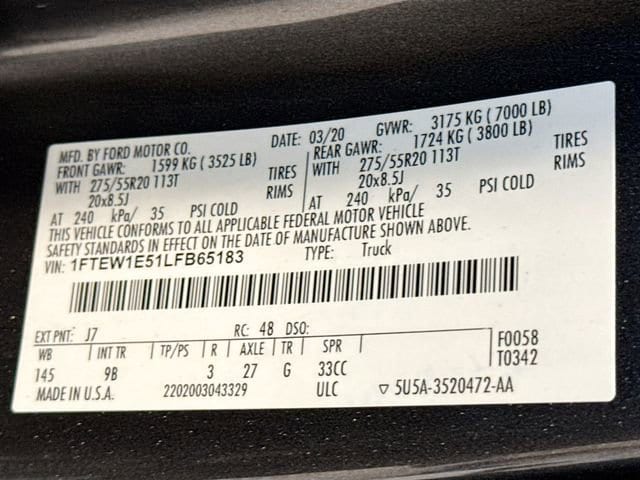 MFD. BY FORD MOTOR CO. DATE: 03/20 GVWR: 3175 KG ( 7000 LB)
FRONT GAWR: 1599 KG ( 3525 LB) REAR GAWR: 1724 KG ( 3800 LB)
WITH 275/55R20 113T TIRES WITH 275/55R20 113T TIRES
20x8.5J RIMS 20x8.5J RIMS
AT 240 kPa/ 35 PSI COLD AT 240 kPa/ 35 PSI COLD
THIS VEHICLE CONFORMS TO ALL APPLICABLE FEDERAL MOTOR VEHICLE
SAFETY STANDARDS IN EFFECT ON THE DATE OF MANUFACTURE SHOWN ABOVE.
VIN: 1FTEW1E51LFB65183 TYPE: Truck
EXT PNT: J7 RC: 48 DSO:
WB INT TR TP/PS R AXLE TR SPR F0058
145 9B 3 27 G 33CC T0342
MADE IN U.S.A. 2202003043329 ULC ▽ 5U5A-3520472-AA